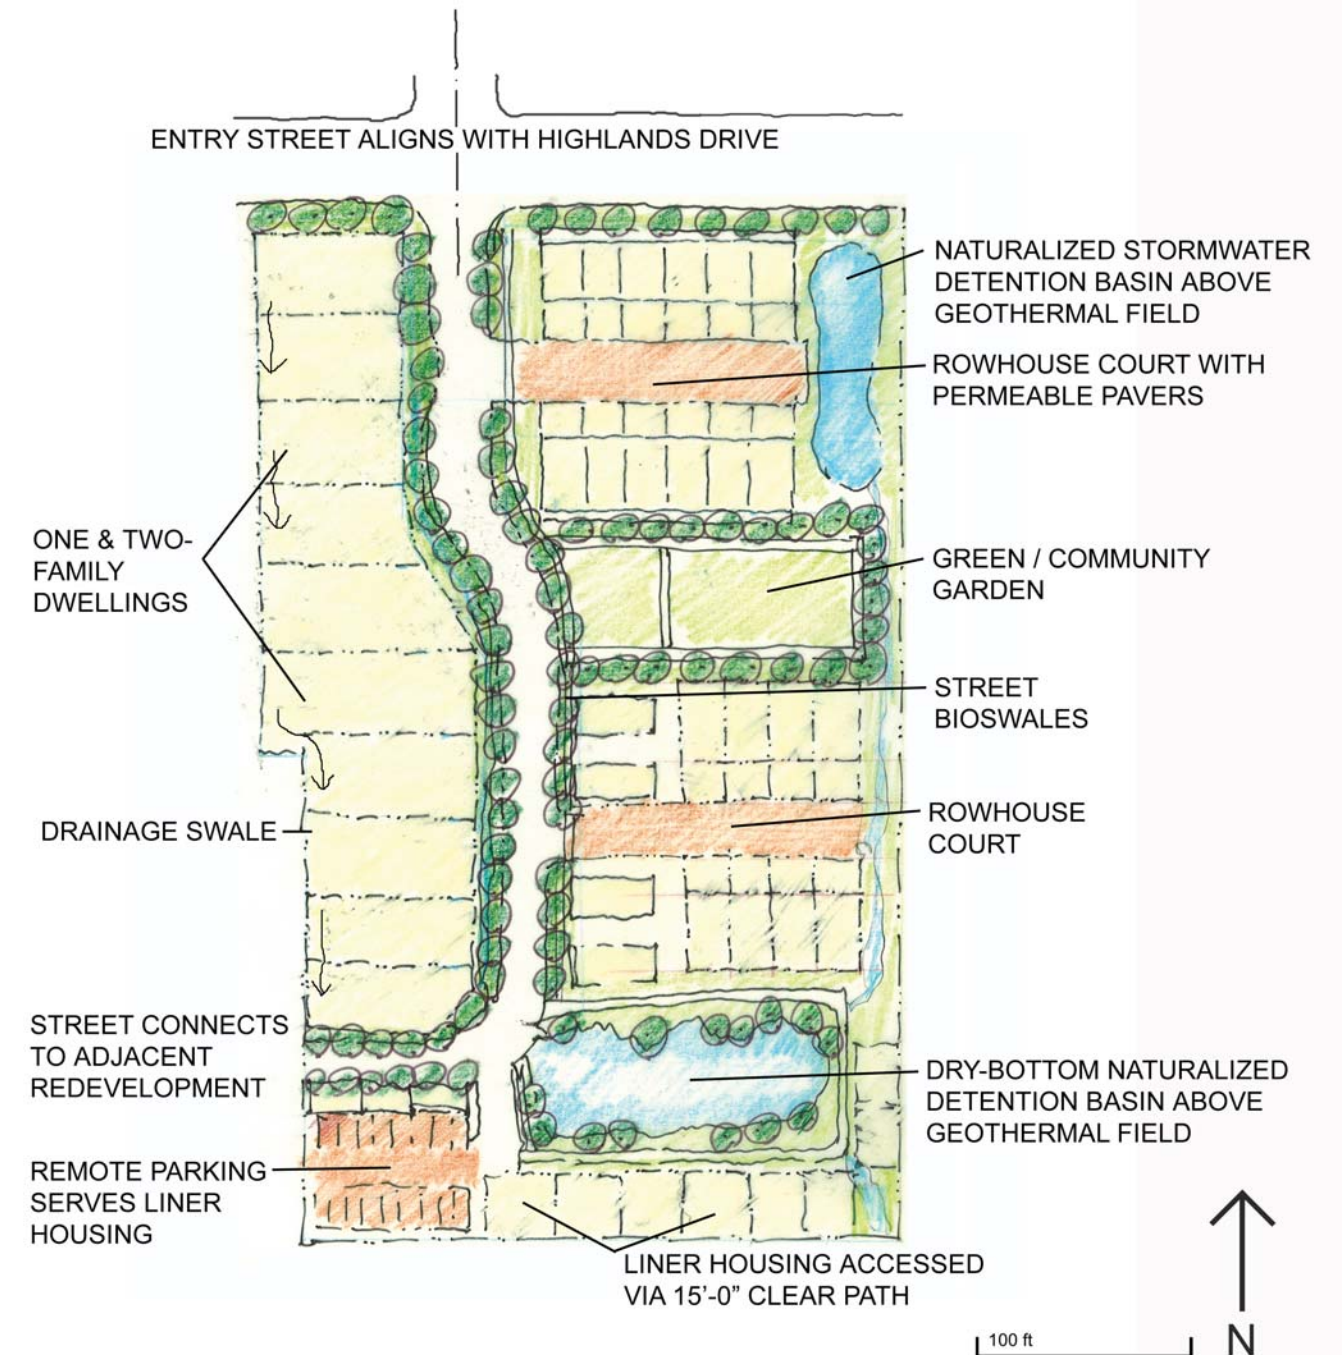 ENTRY STREET ALIGNS WITH HIGHLANDS DRIVE
NATURALIZED STORMWATER
DETENTION BASIN ABOVE
GEOTHERMAL FIELD
ROWHOUSE COURT WITH
PERMEABLE PAVERS
ONE & TWO-
FAMILY
DWELLINGS
GREEN / COMMUNITY
GARDEN
STREET
BIOSWALES
DRAINAGE SWALE
ROWHOUSE
COURT
STREET CONNECTS
TO ADJACENT
REDEVELOPMENT
DRY-BOTTOM NATURALIZED
DETENTION BASIN ABOVE
GEOTHERMAL FIELD
REMOTE PARKING
SERVES LINER
HOUSING
LINER HOUSING ACCESSED
VIA 15’-0” CLEAR PATH
100 ft
N